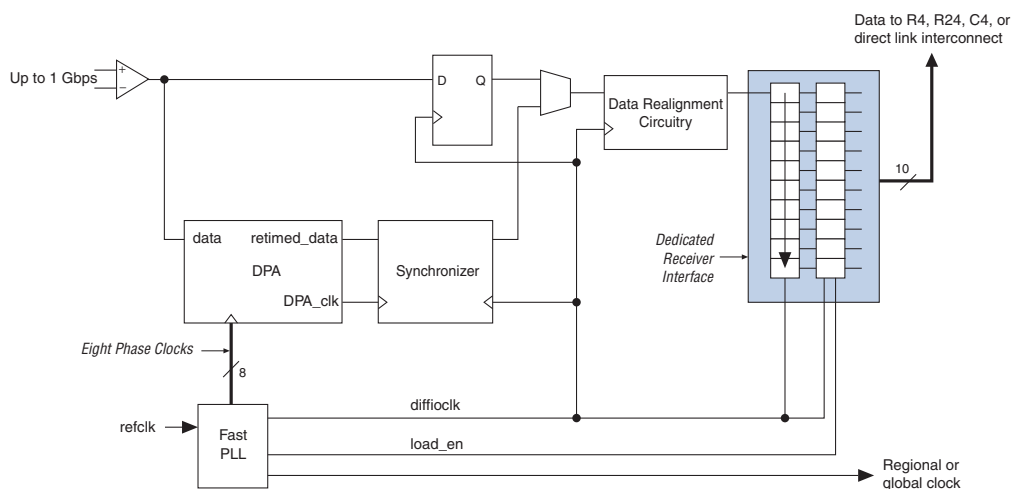 Data to R4, R24, C4, or
direct link interconnect
Up to 1 Gbps
+
−
D
Q
Data Realignment
Circuitry
10
data
retimed_data
DPA
DPA_clk
Synchronizer
Dedicated
Receiver
Interface
Eight Phase Clocks
8
diffioclk
refclk
Fast
PLL
load_en
Regional or
global clock